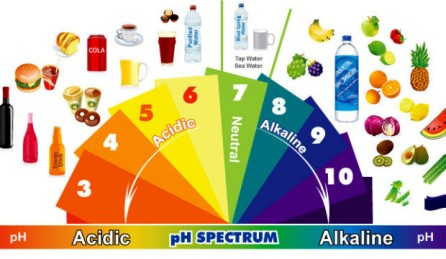 COLA
Purified
Water
Tap Water
Sea Water
ALKALIFE
3
4
5
6
7
8
9
10
Acidic
Neutral
Alkaline
pH
Acidic
pH SPECTRUM
Alkaline
pH